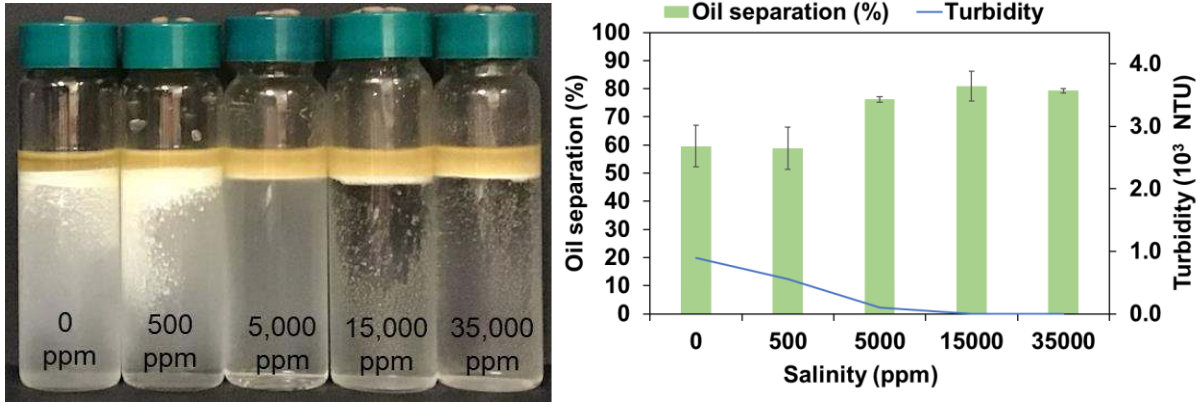 0
ppm
500
ppm
5,000
ppm
15,000
ppm
35,000
ppm
Oil separation (%)
Turbidity
100
90
80
70
60
50
40
30
20
10
0
Oil separation (%)
4.0
3.0
2.0
1.0
0.0
Turbidity (10³ NTU)
0
500
5000
15000
35000
Salinity (ppm)